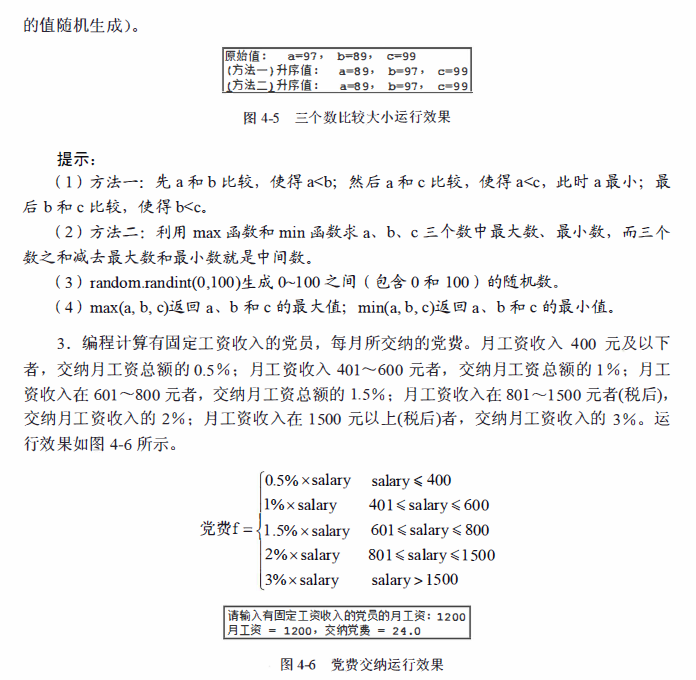 的值随机生成）。
原始值： a=97， b=89， c=99
(方法一)升序值： a=89， b=97， c=99
(方法二)升序值： a=89， b=97， c=99
图 4-5 三个数比较大小运行效果
提示：
（1）方法一：先 a 和 b 比较，使得 a<b；然后 a 和 c 比较，使得 a<c，此时 a 最小；最
后 b 和 c 比较，使得 b<c。
（2）方法二：利用 max 函数和 min 函数求 a、b、c 三个数中最大数、最小数，而三个
数之和减去最大数和最小数就是中间数。
（3）random.randint(0,100)生成 0~100 之间（包含 0 和 100）的随机数。
（4）max(a, b, c)返回 a、b 和 c 的最大值；min(a, b, c)返回 a、b 和 c 的最小值。
3．编程计算有固定工资收入的党员，每月所交纳的党费。月工资收入 400 元及以下
者，交纳月工资总额的 0.5%；月工资收入 401～600 元者，交纳月工资总额的 1%；月工
资收入在 601～800 元者，交纳月工资总额的 1.5%；月工资收入在 801～1500 元者(税后)，
交纳月工资收入的 2%；月工资收入在 1500 元以上(税后)者，交纳月工资收入的 3%。运
行效果如图 4-6 所示。
0.5%×salary salary⩽400
1%×salary 401⩽salary⩽600
党费f= 1.5%×salary 601⩽salary⩽800
2%×salary 801⩽salary⩽1500
3%×salary salary>1500
请输入有固定工资收入的党员的月工资：1200
月工资 = 1200，交纳党费 = 24.0
图 4-6 党费交纳运行效果